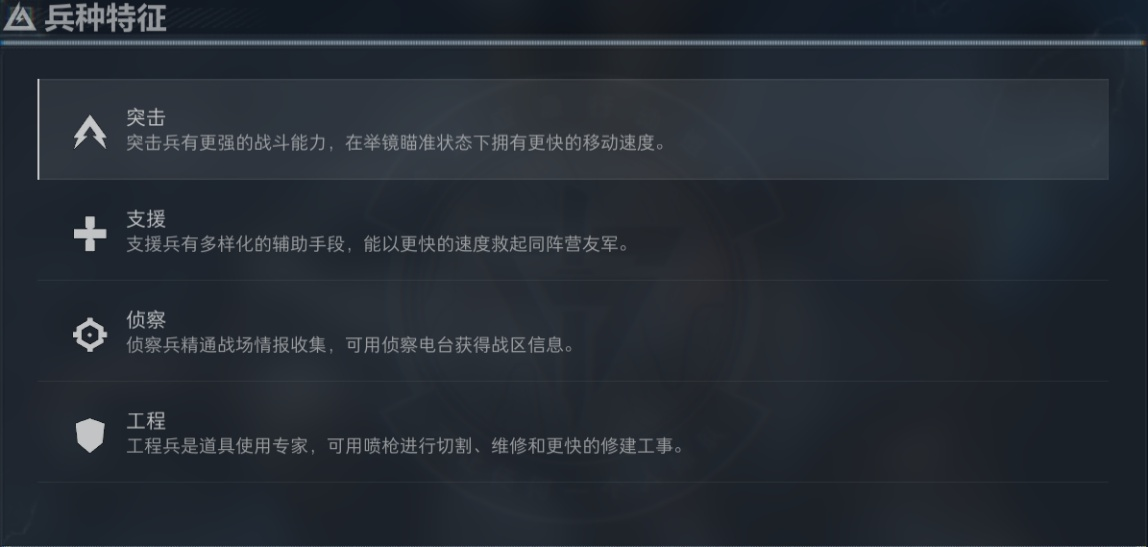 兵种特征
突击
突击兵有更强的战斗能力，在举镜瞄准状态下拥有更快的移动速度。
支援
支援兵有多样化的辅助手段，能以更快的速度救起同阵营友军。
侦察
侦察兵精通战场情报收集，可用侦察电台获得战区信息。
工程
工程兵是道具使用专家，可用喷枪进行切割、维修和更快的修建工事。